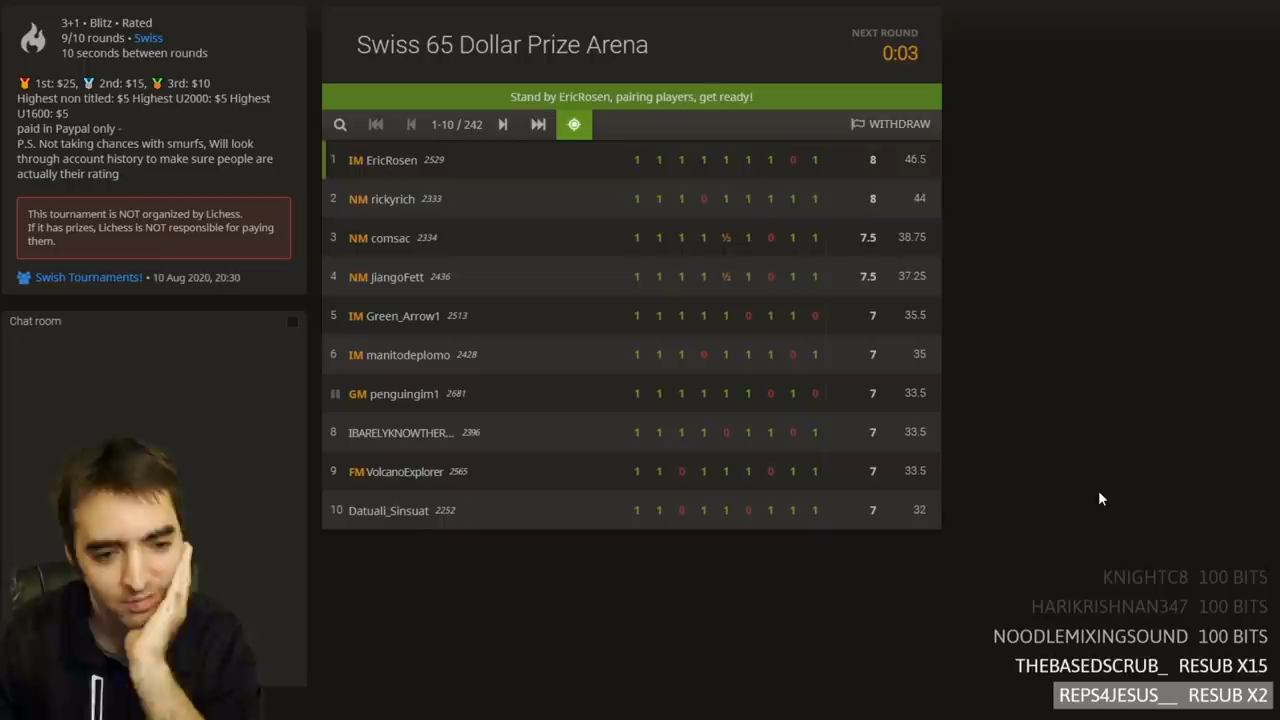 3+1 • Blitz • Rated
9/10 rounds • Swiss
10 seconds between rounds
1st: $25, 2nd: $15, 3rd: $10
Highest non titled: $5 Highest U2000: $5 Highest
U1600: $5
paid in Paypal only -
P.S. Not taking chances with smurfs, Will look
through account history to make sure people are
actually their rating
This tournament is NOT organized by Lichess.
If it has prizes, Lichess is NOT responsible for paying
them.
Swish Tournaments! • 10 Aug 2020, 20:30
Chat room
Swiss 65 Dollar Prize Arena
NEXT ROUND
0:03
Stand by EricRosen, pairing players, get ready!
1-10 / 242
WITHDRAW
1 IM EricRosen 2529 1 1 1 1 1 1 1 0 1 8 46.5
2 NM rickyrich 2333 1 1 1 0 1 1 1 1 1 8 44
3 NM comsac 2334 1 1 1 1 ½ 1 0 1 1 7.5 38.75
4 NM JiangoFett 2436 1 1 1 1 ½ 1 0 1 1 7.5 37.25
5 IM Green_Arrow1 2513 1 1 1 1 1 0 1 1 0 7 35.5
6 IM manitodeplomo 2428 1 1 1 0 1 1 1 0 1 7 35
GM penguingim1 2681 1 1 1 1 1 1 0 1 0 7 33.5
8 IBARELYKNOWTHER... 2396 1 1 1 1 0 1 1 0 1 7 33.5
9 FM VolcanoExplorer 2565 1 1 0 1 1 1 0 1 1 7 33.5
10 Datuali_Sinsuat 2252 1 1 0 1 1 0 1 1 1 7 32
KNIGHTC8 100 BITS
HARIKRISHNAN347 100 BITS
NOODLEMIXINGSOUND 100 BITS
THEBASEDSCRUB_ RESUB X15
REPS4JESUS__ RESUB X2